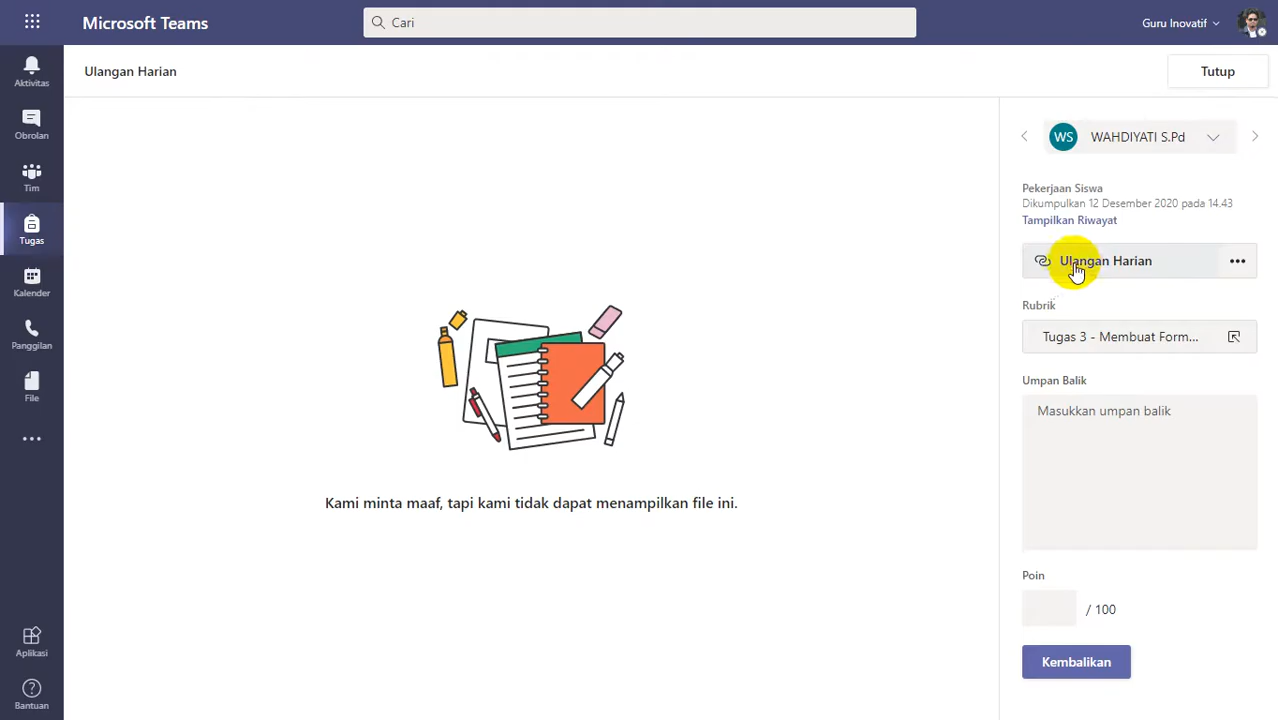 Microsoft Teams
Cari
Guru Inovatif
Aktivitas
Obrolan
Tim
Tugas
Kalender
Panggilan
File
Aplikasi
Bantuan
Ulangan Harian
Tutup
Kami minta maaf, tapi kami tidak dapat menampilkan file ini.
WS WAHDIYATI S.Pd
Pekerjaan Siswa
Dikumpulkan 12 Desember 2020 pada 14.43
Tampilkan Riwayat
Ulangan Harian
Rubrik
Tugas 3 - Membuat Form...
Umpan Balik
Masukkan umpan balik
Poin
/ 100
Kembalikan